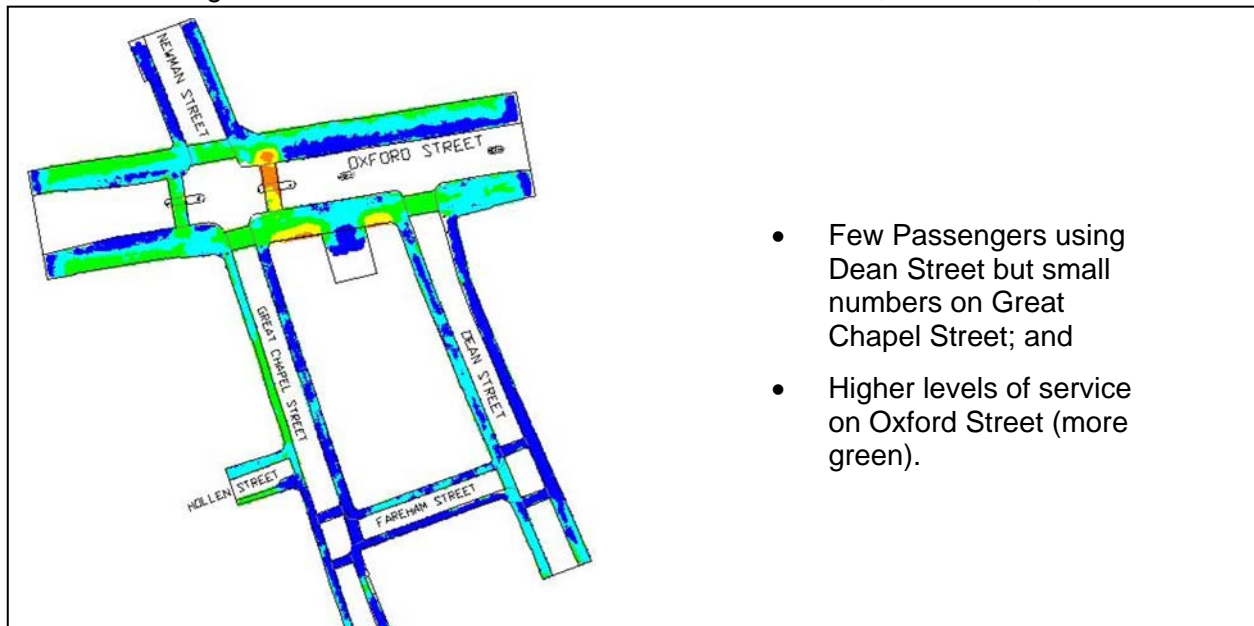 NEWMAN STREET
OXFORD STREET
GREAT CHAPEL STREET
DEAN STREET
HOLLEN STREET
FAREHAM STREET
• Few Passengers using
Dean Street but small
numbers on Great
Chapel Street; and
• Higher levels of service
on Oxford Street (more
green).